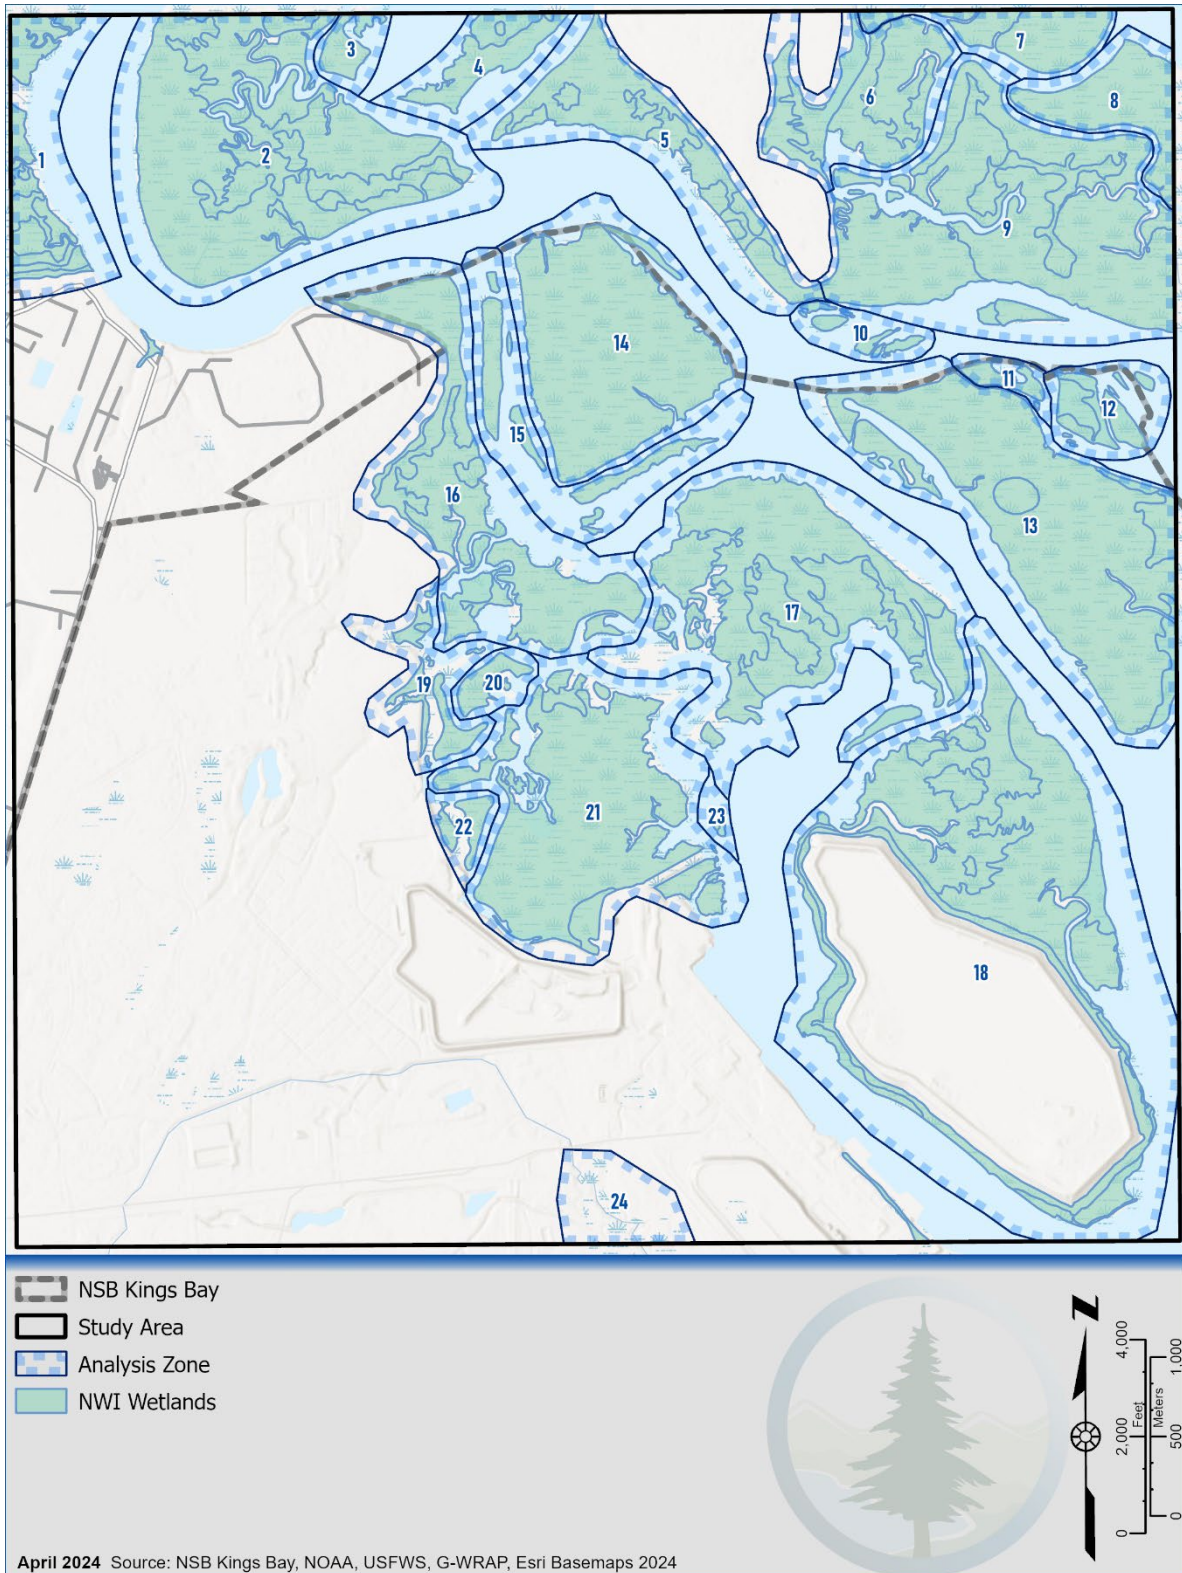 3
7
4
6
8
5
1
2
9
10
14
11
12
15
16
13
17
19
20
21
23
22
18
24
NSB Kings Bay
Study Area
Analysis Zone
NWI Wetlands
N
0 2,000 4,000
Feet
Meters
0 500 1,000
April 2024 Source: NSB Kings Bay, NOAA, USFWS, G-WRAP, Esri Basemaps 2024